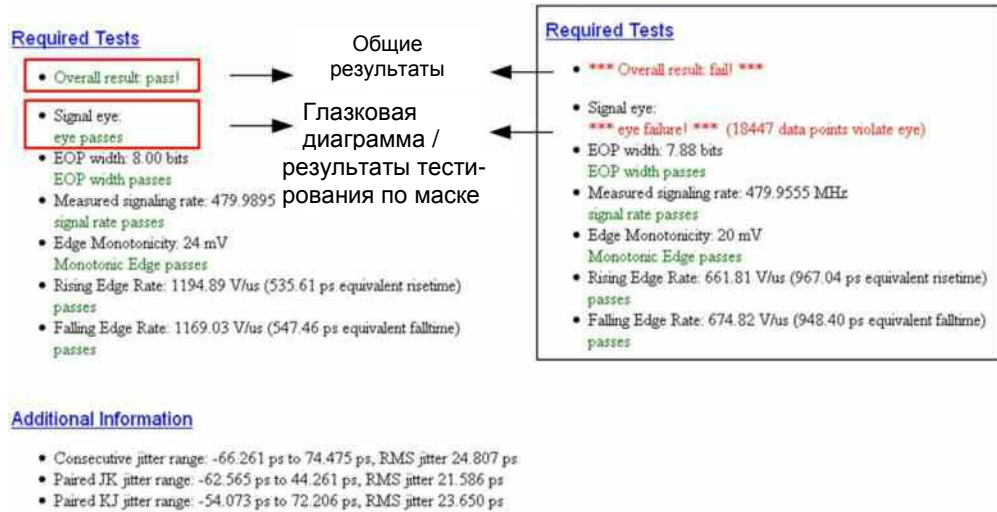 Required Tests
• Overall result: pass!
• Signal eye:
eye passes
• EOP width: 8.00 bits
EOP width passes
• Measured signaling rate: 479.9895
signal rate passes
• Edge Monotonicity: 24 mV
Monotonic Edge passes
• Rising Edge Rate: 1194.89 V/us (535.61 ps equivalent risetime)
passes
• Falling Edge Rate: 1169.03 V/us (547.46 ps equivalent falltime)
passes
Общие
результаты
Глазковая
диаграмма /
результаты тести-
рования по маске
Required Tests
• *** Overall result: fail! ***
• Signal eye:
*** eye failure! *** (18447 data points violate eye)
• EOP width: 7.88 bits
EOP width passes
• Measured signaling rate: 479.9555 MHz
signal rate passes
• Edge Monotonicity: 20 mV
Monotonic Edge passes
• Rising Edge Rate: 661.81 V/us (967.04 ps equivalent risetime)
passes
• Falling Edge Rate: 674.82 V/us (948.40 ps equivalent falltime)
passes
Additional Information
• Consecutive jitter range: -66.261 ps to 74.475 ps, RMS jitter 24.807 ps
• Paired JK jitter range: -62.565 ps to 44.261 ps, RMS jitter 21.586 ps
• Paired KJ jitter range: -54.073 ps to 72.206 ps, RMS jitter 23.650 ps